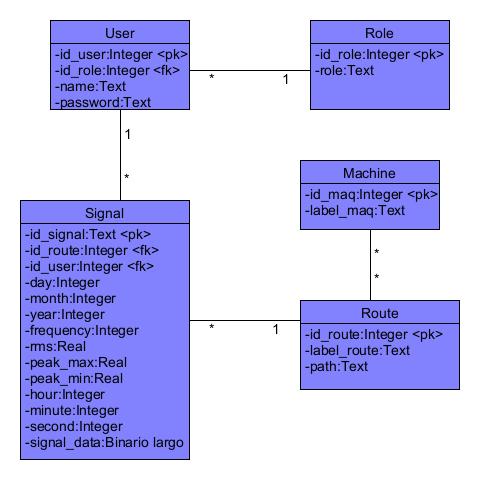 User
-id_user:Integer <pk>
-id_role:Integer <fk>
-name:Text
-password:Text
Role
-id_role:Integer <pk>
-role:Text
*
1
1
*
Machine
-id_maq:Integer <pk>
-label_maq:Text
*
*
Signal
-id_signal:Text <pk>
-id_route:Integer <fk>
-id_user:Integer <fk>
-day:Integer
-month:Integer
-year:Integer
-frequency:Integer
-rms:Real
-peak_max:Real
-peak_min:Real
-hour:Integer
-minute:Integer
-second:Integer
-signal_data:Binario largo
*
1
Route
-id_route:Integer <pk>
-label_route:Text
-path:Text